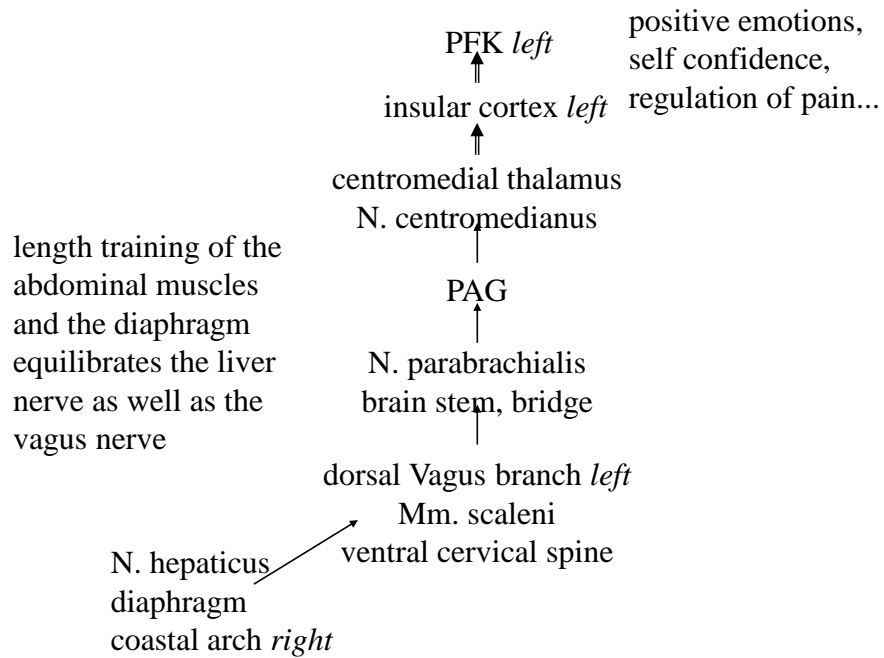 PFK left
positive emotions,
self confidence,
regulation of pain...
insular cortex left
centromedial thalamus
N. centromedianus
length training of the
abdominal muscles
and the diaphragm
equilibrates the liver
nerve as well as the
vagus nerve
PAG
N. parabrachialis
brain stem, bridge
dorsal Vagus branch left
Mm. scaleni
ventral cervical spine
N. hepaticus
diaphragm
coastal arch right